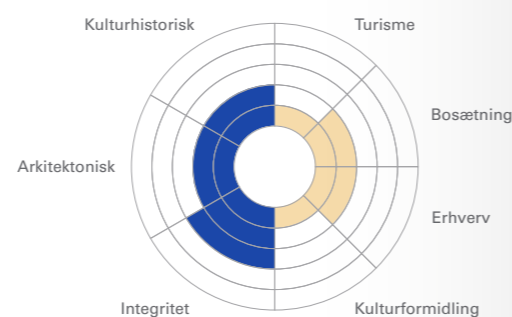 Kulturhistorisk
Turisme
Bosætning
Arkitektonisk
Erhverv
Integritet
Kulturformidling